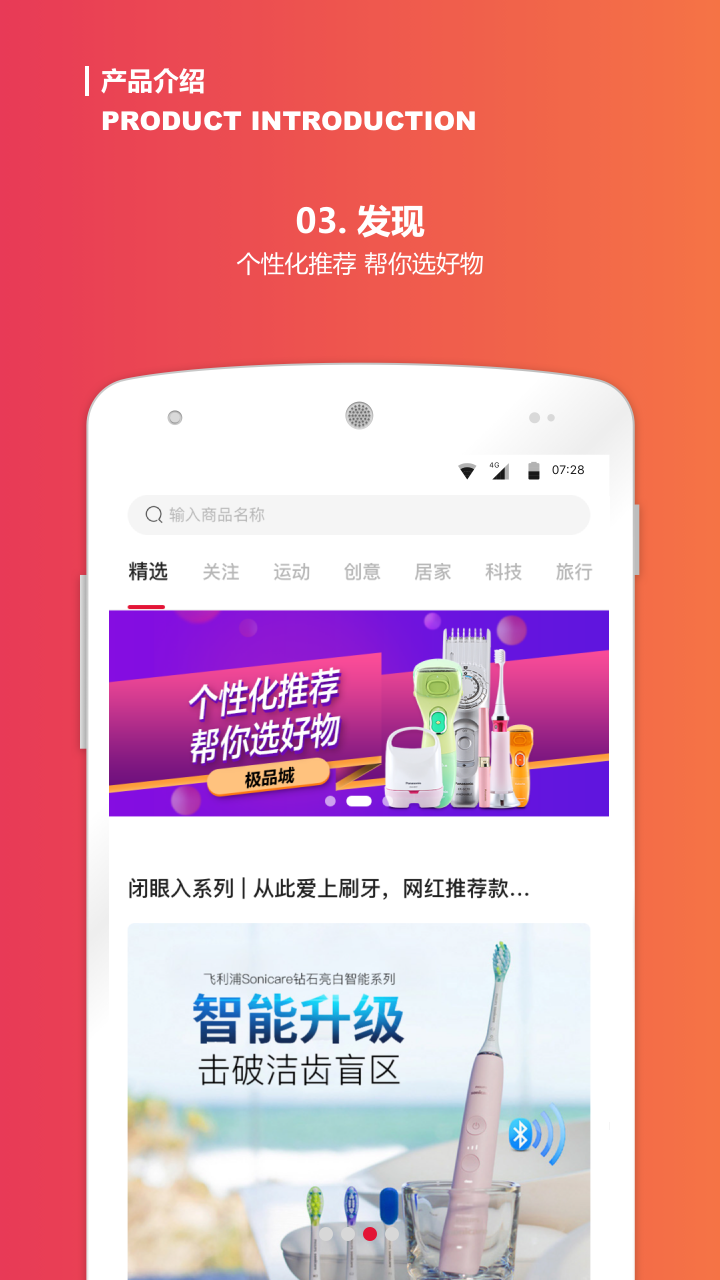 产品介绍
PRODUCT INTRODUCTION
03. 发现
个性化推荐 帮你选好物
4G 07:28
输入商品名称
精选 关注 运动 创意 居家 科技 旅行
个性化推荐
帮你选好物
极品城
闭眼入系列 | 从此爱上刷牙，网红推荐款...
飞利浦Sonicare钻石亮白智能系列
智能升级
击破洁齿盲区